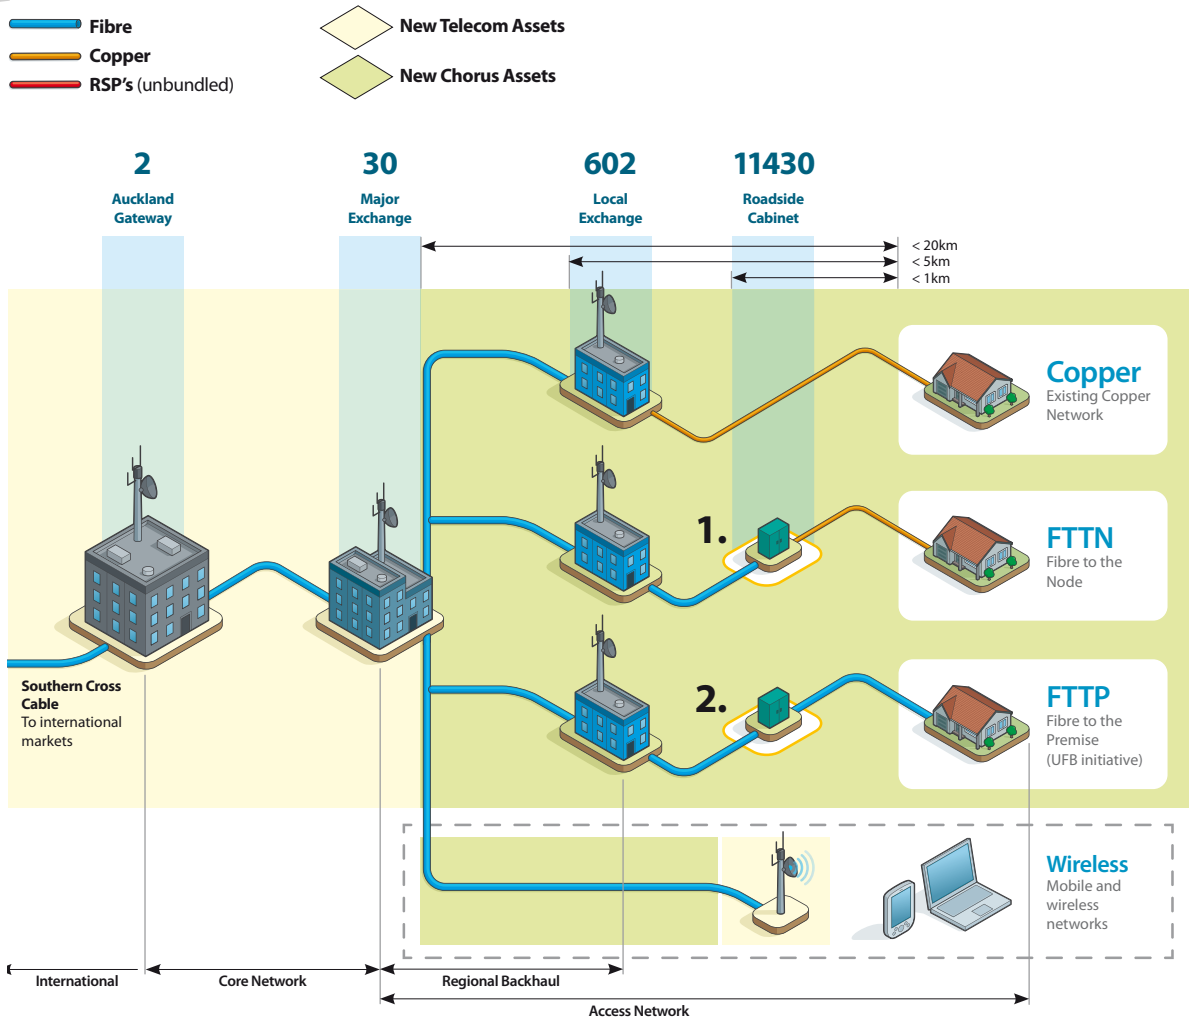 Fibre
Copper
RSP's (unbundled)
New Telecom Assets
New Chorus Assets
2
Auckland
Gateway
30
Major
Exchange
602
Local
Exchange
11430
Roadside
Cabinet
< 20km
< 5km
< 1km
Copper
Existing Copper
Network
1.
FTTN
Fibre to the
Node
2.
FTTP
Fibre to the
Premise
(UFB initiative)
Southern Cross
Cable
To international
markets
Wireless
Mobile and
wireless
networks
International
Core Network
Regional Backhaul
Access Network